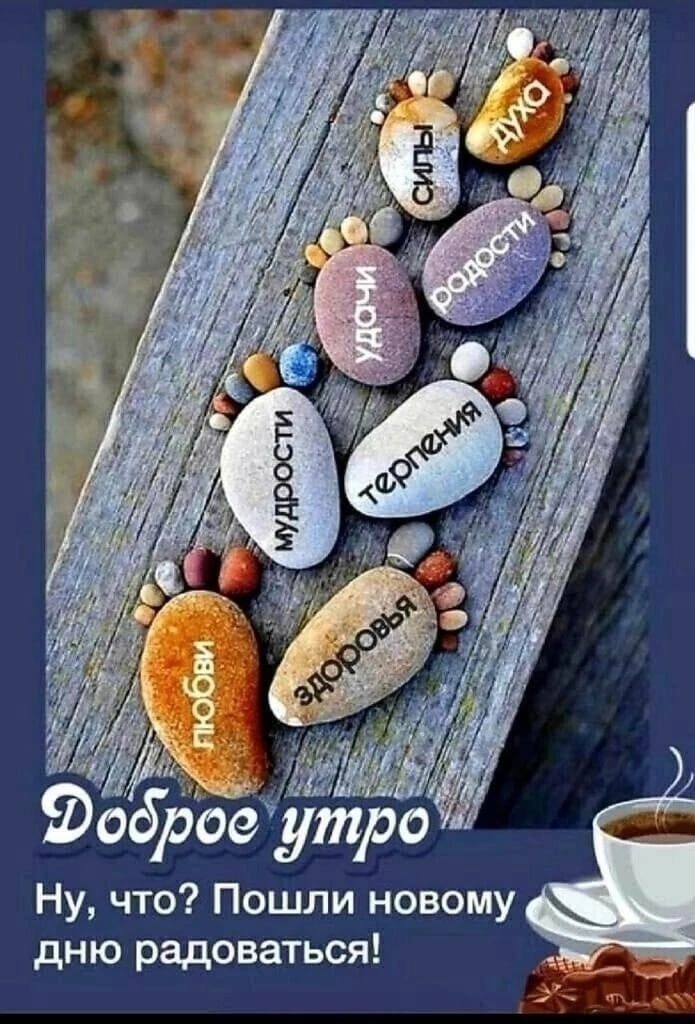 духа
силы
радости
удачи
терпения
мудрости
здоровья
любви
Доброе утро
Ну, что? Пошли новому
дню радоваться!